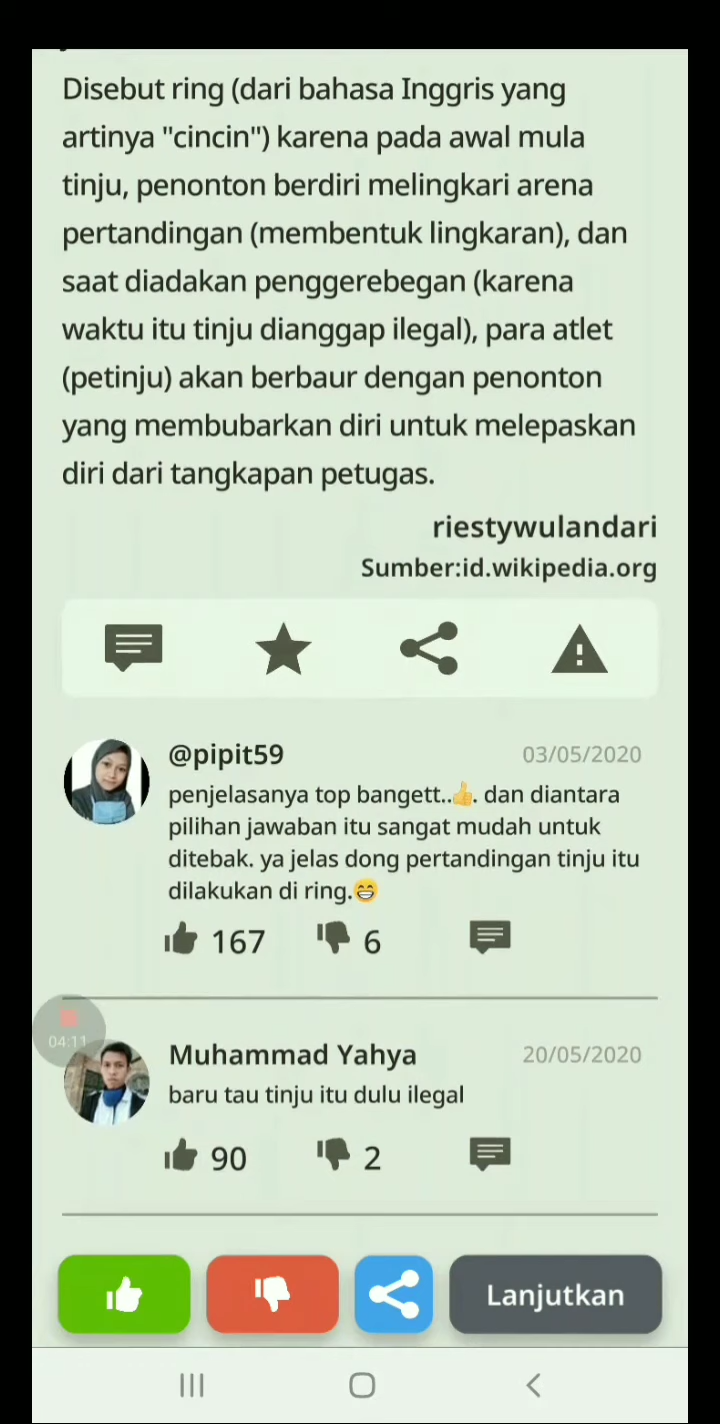 Disebut ring (dari bahasa Inggris yang
artinya "cincin") karena pada awal mula
tinju, penonton berdiri melingkari arena
pertandingan (membentuk lingkaran), dan
saat diadakan penggerebegan (karena
waktu itu tinju dianggap ilegal), para atlet
(petinju) akan berbaur dengan penonton
yang membubarkan diri untuk melepaskan
diri dari tangkapan petugas.
riestywulandari
Sumber:id.wikipedia.org
@pipit59 03/05/2020
penjelasanya top bangett..👍. dan diantara
pilihan jawaban itu sangat mudah untuk
ditebak. ya jelas dong pertandingan tinju itu
dilakukan di ring.😁
167 6
04:11
Muhammad Yahya 20/05/2020
baru tau tinju itu dulu ilegal
90 2
Lanjutkan